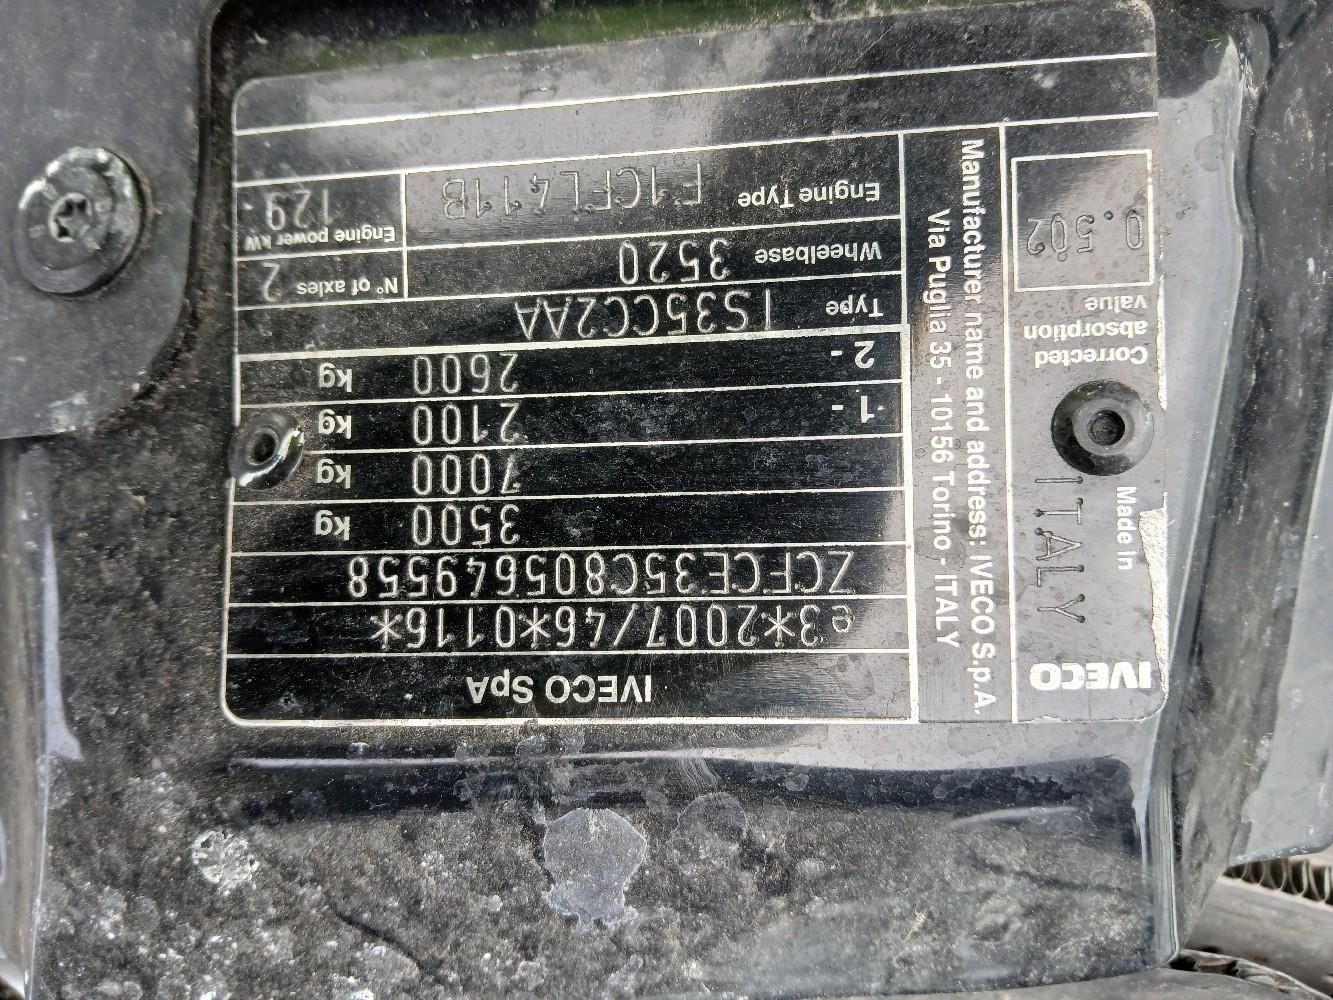 IVECO SpA
e3*2007/46*0116*
ZCFCE35C805649558
3500 kg
7000 kg
1 - 2100 kg
2 - 2600 kg
Type IS35CC2AA
Wheelbase 3520
N° of axles 2
Engine Type F1CFL411B
Engine power kW 129
Manufacturer name and address: IVECO S.p.A.
Via Puglia 35 - 10156 Torino - ITALY
IVECO
Made In
ITALY
Corrected
absorption
value
0.502